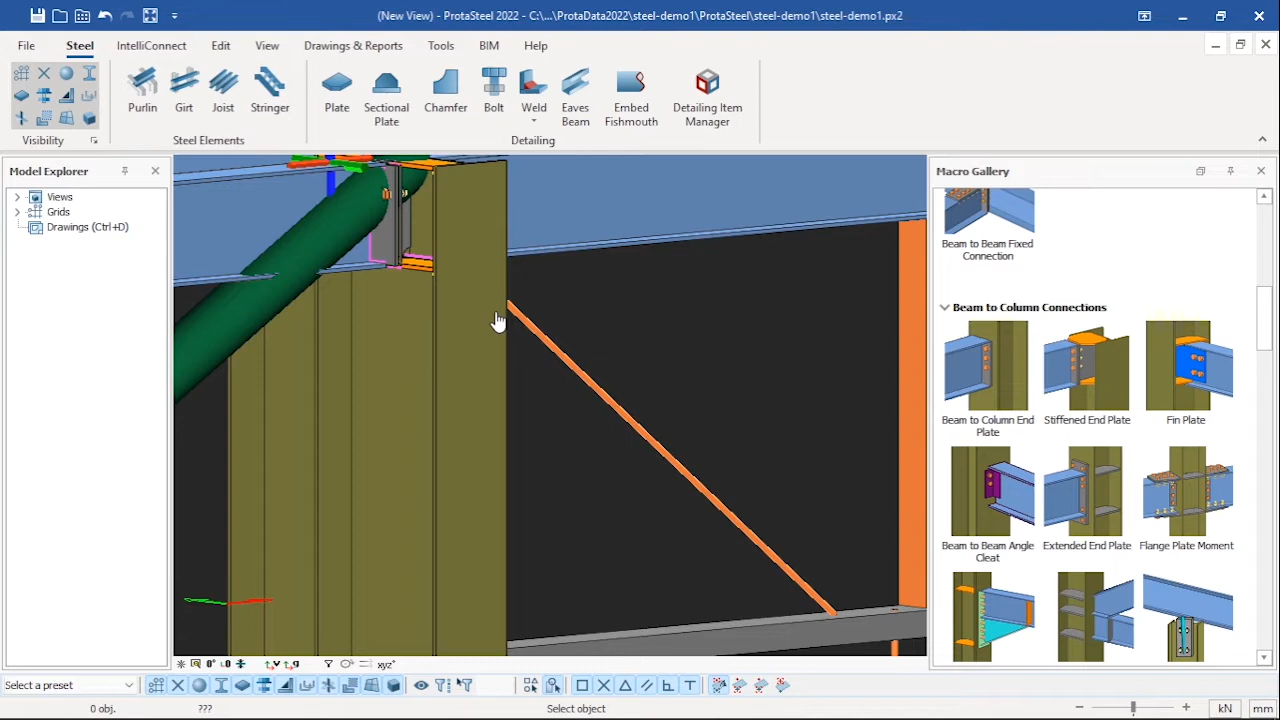 (New View) - ProtaSteel 2022 - C:\...\ProtaData2022\steel-demo1\ProtaSteel\steel-demo1\steel-demo1.px2
File
Steel
IntelliConnect
Edit
View
Drawings & Reports
Tools
BIM
Help
Purlin
Girt
Joist
Stringer
Plate
Sectional
Plate
Chamfer
Bolt
Weld
Eaves
Beam
Embed
Fishmouth
Detailing Item
Manager
Visibility
Steel Elements
Detailing
Model Explorer
Views
Grids
Drawings (Ctrl+D)
Macro Gallery
Beam to Beam Fixed
Connection
Beam to Column Connections
Beam to Column End
Plate
Stiffened End Plate
Fin Plate
Beam to Beam Angle
Cleat
Extended End Plate
Flange Plate Moment
xyz
Select a preset
0 obj.
???
Select object
kN
mm